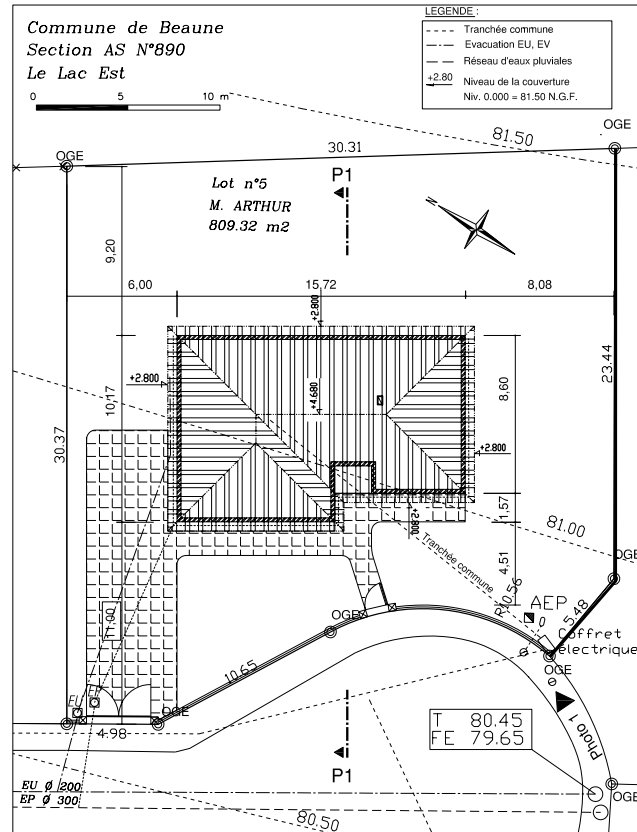 Commune de Beaune
Section AS N°890
Le Lac Est
0 5 10 m
LEGENDE :
Tranchée commune
Evacuation EU, EV
Réseau d'eaux pluviales
+2.80 Niveau de la couverture
Niv. 0.000 = 81.50 N.G.F.
OGE
81.50
30.31
OGE
P1
Lot n°5
M. ARTHUR
809.32 m2
N
9,20
6,00
15,72
8,08
+2.800
23.44
+2.800
+4.680
8,60
10,17
30.37
+2.800
+2.800
1,57
81.00
Tranchée commune
4,51
OGE
R10.56
AEP
0
5.48
OGE
Coffret
électrique
11-00
10.65
OGE
EU
EP
OGE
4.98
P1
Photo 1
T 80.45
FE 79.65
EU Ø 200
EP Ø 300
OGE
80.50